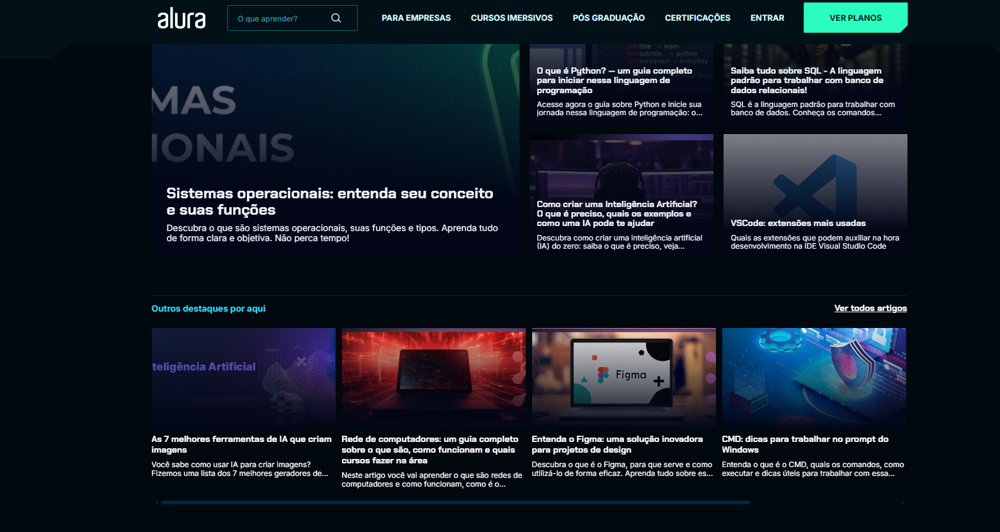 alura
O que aprender?
PARA EMPRESAS
CURSOS IMERSIVOS
PÓS GRADUAÇÃO
CERTIFICAÇÕES
ENTRAR
VER PLANOS
MAS
IONAIS
Sistemas operacionais: entenda seu conceito
e suas funções
Descubra o que são sistemas operacionais, suas funções e tipos. Aprenda tudo
de forma clara e objetiva. Não perca tempo!
self.title = learn
self.subtitle = python
self.paragraph = everyday
O que é Python? — um guia completo
para iniciar nessa linguagem de
programação
Acesse agora o guia sobre Python e inicie sua
jornada nessa linguagem de programação: o...
Saiba tudo sobre SQL - A linguagem
padrão para trabalhar com banco de
dados relacionais!
SQL é a linguagem padrão para trabalhar com
banco de dados. Conheça os comandos...
Como criar uma Inteligência Artificial?
O que é preciso, quais os exemplos e
como uma IA pode te ajudar
Descubra como criar uma inteligência artificial
(IA) do zero: saiba o que é preciso, veja...
VSCode: extensões mais usadas
Quais as extensões que podem auxiliar na hora
desenvolvimento na IDE Visual Studio Code
Outros destaques por aqui
Ver todos artigos
teligência Artificial
As 7 melhores ferramentas de IA que criam
imagens
Você sabe como usar IA para criar imagens?
Fizemos uma lista dos 7 melhores geradores de...
Rede de computadores: um guia completo
sobre o que são, como funcionam e quais
cursos fazer na área
Neste artigo você vai aprender o que são redes de
computadores e como funcionam, como é o...
Figma
Entenda o Figma: uma solução inovadora
para projetos de design
Descubra o que é o Figma, para que serve e como
utilizá-lo de forma eficaz. Aprenda tudo sobre es...
CMD: dicas para trabalhar no prompt do
Windows
Entenda o que é o CMD, quais os comandos, como
executar e dicas úteis para trabalhar com essa...